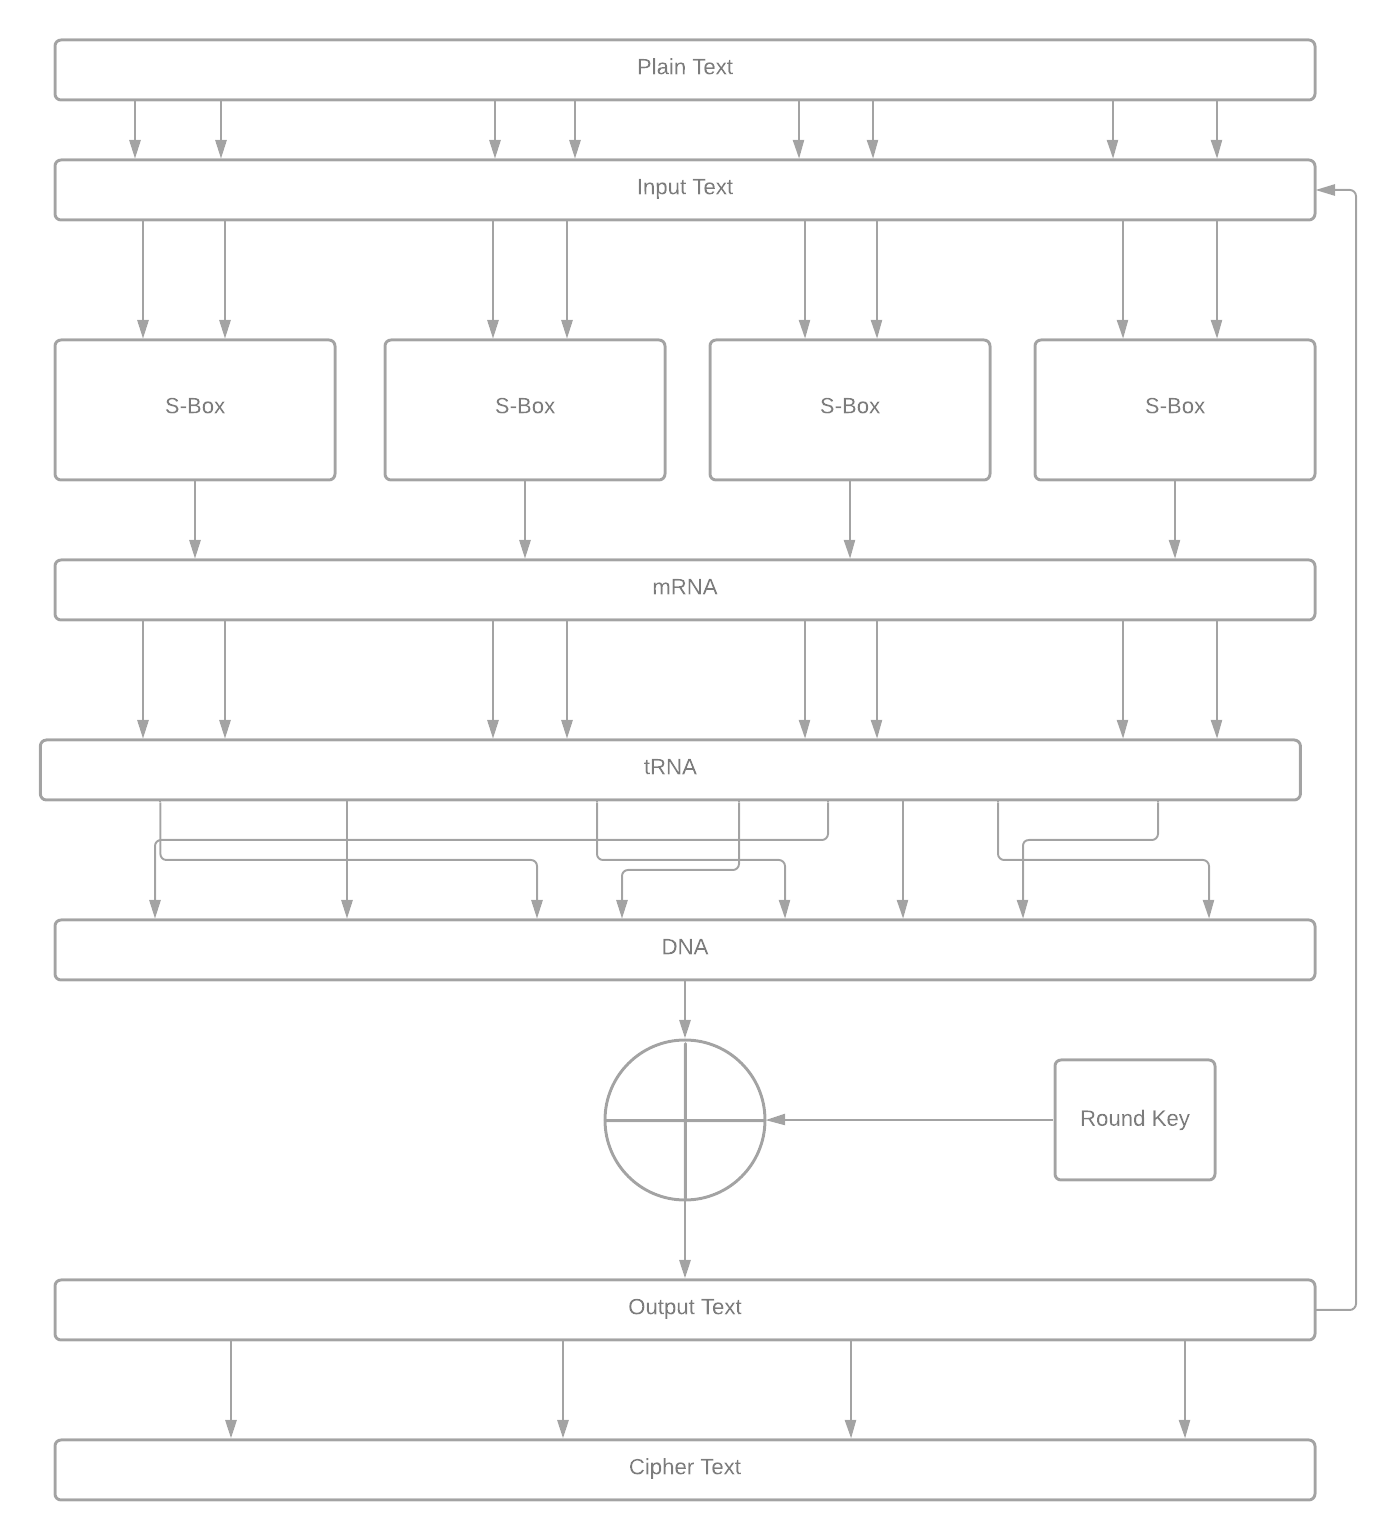 Plain Text
Input Text
S-Box
S-Box
S-Box
S-Box
mRNA
tRNA
DNA
Round Key
Output Text
Cipher Text